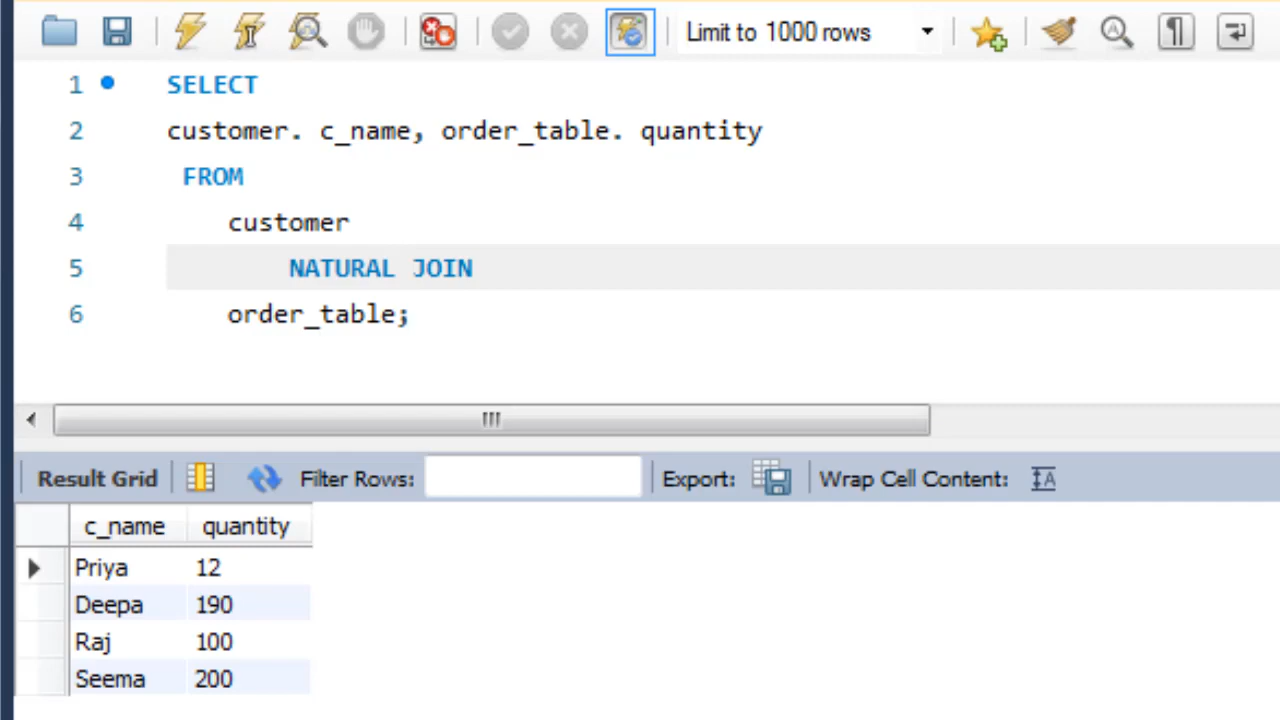 Limit to 1000 rows
1 SELECT
2 customer. c_name, order_table. quantity
3 FROM
4 customer
5 NATURAL JOIN
6 order_table;
Result Grid Filter Rows: Export: Wrap Cell Content:
c_name quantity
Priya 12
Deepa 190
Raj 100
Seema 200